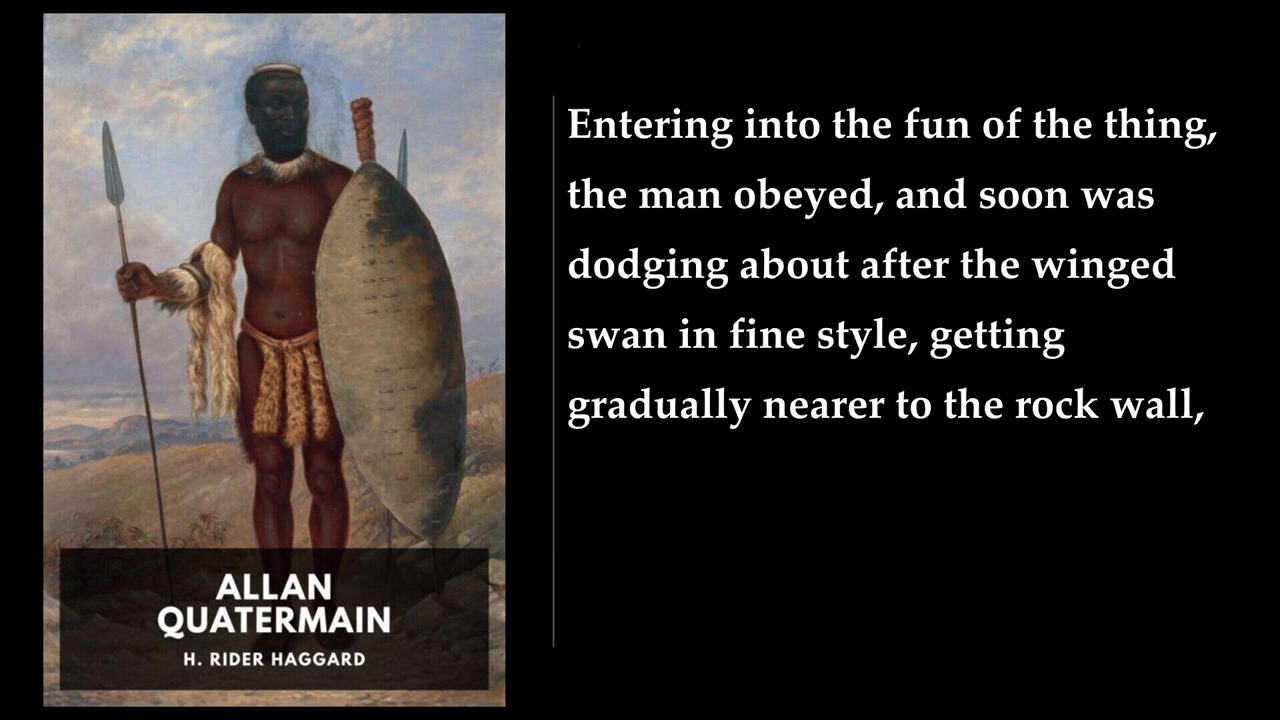 ALLAN
QUATERMAIN
H. RIDER HAGGARD
Entering into the fun of the thing,
the man obeyed, and soon was
dodging about after the winged
swan in fine style, getting
gradually nearer to the rock wall,